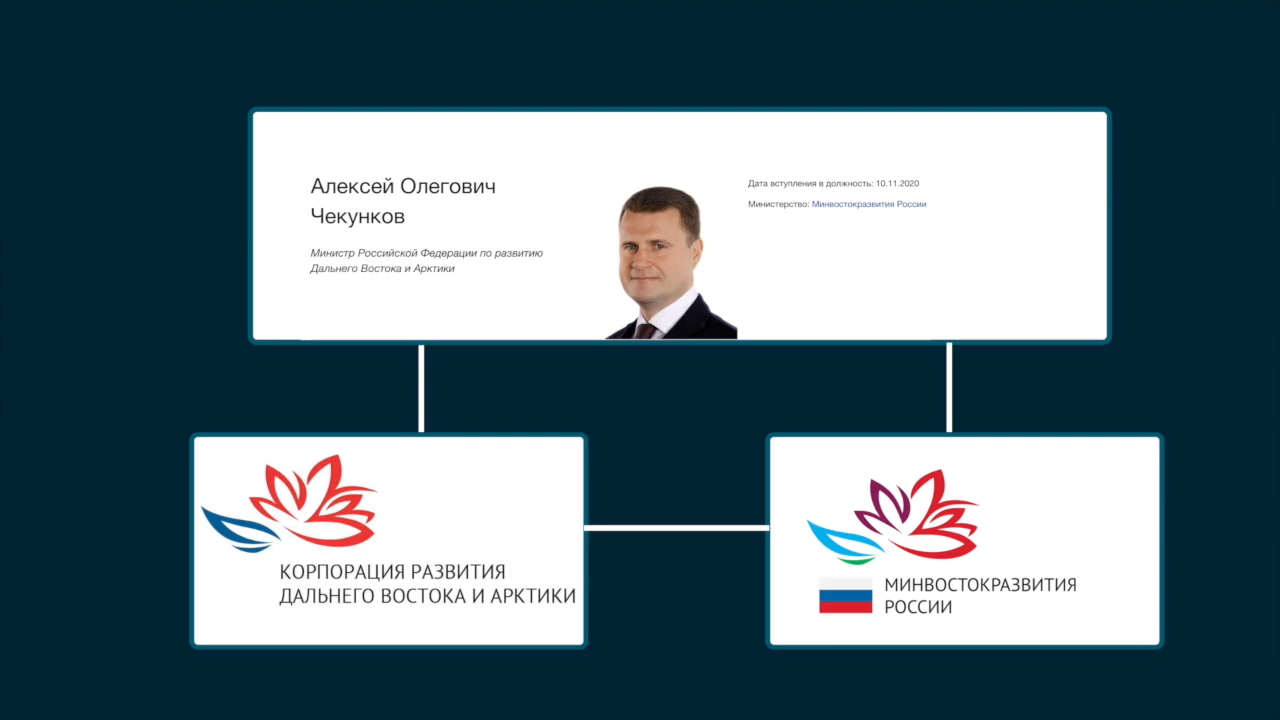 Алексей Олегович
Чекунков
Министр Российской Федерации по развитию
Дальнего Востока и Арктики
Дата вступления в должность: 10.11.2020
Министерство: Минвостокразвития России
КОРПОРАЦИЯ РАЗВИТИЯ
ДАЛЬНЕГО ВОСТОКА И АРКТИКИ
МИНВОСТОКРАЗВИТИЯ
РОССИИ